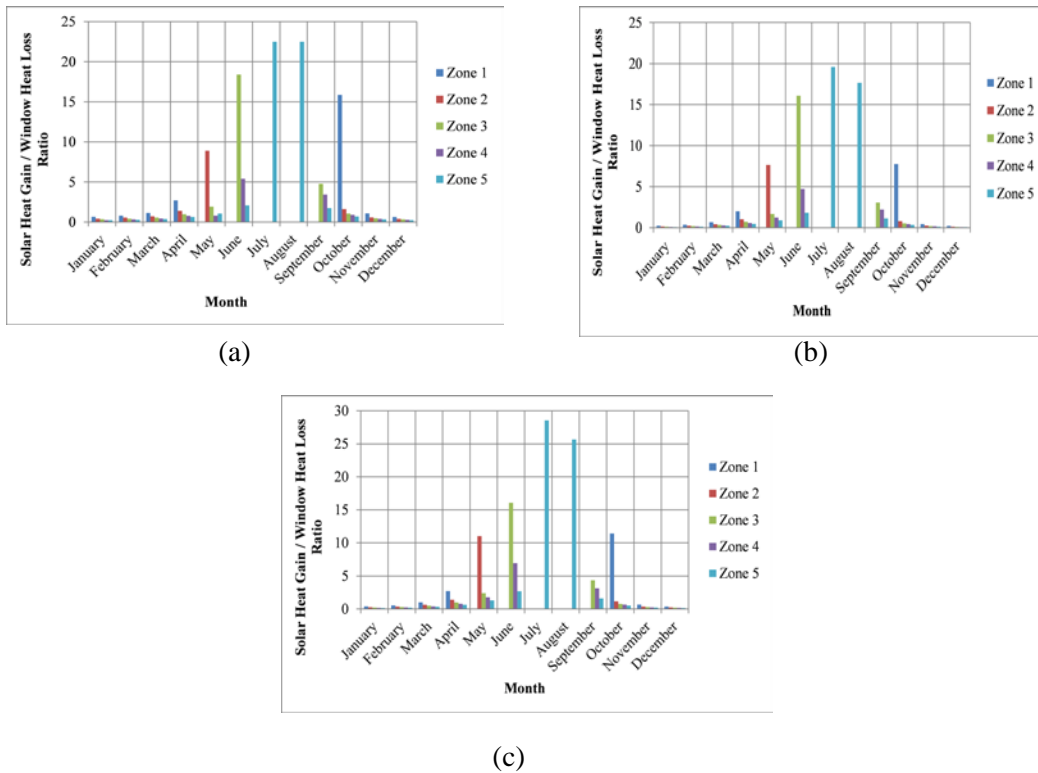 25
20
15
10
5
0
Solar Heat Gain / Window Heat Loss
Ratio
January
February
March
April
May
June
July
August
September
October
November
December
Month
Zone 1
Zone 2
Zone 3
Zone 4
Zone 5
(a)
25
20
15
10
5
0
Solar Heat Gain / Window Heat Loss
Ratio
January
February
March
April
May
June
July
August
September
October
November
December
Month
Zone 1
Zone 2
Zone 3
Zone 4
Zone 5
(b)
30
25
20
15
10
5
0
Solar Heat Gain / Window Heat Loss
Ratio
January
February
March
April
May
June
July
August
September
October
November
December
Month
Zone 1
Zone 2
Zone 3
Zone 4
Zone 5
(c)